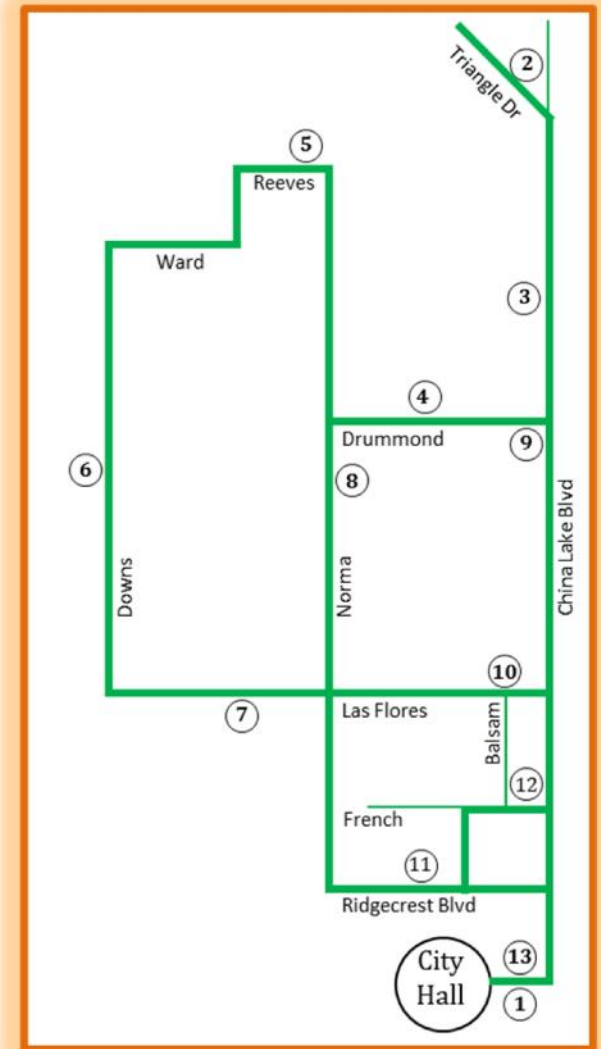 2
Triangle Dr
5
Reeves
Ward
3
4
Drummond
9
6
8
Downs
Norma
China Lake Blvd
10
7
Las Flores
Balsam
12
French
11
Ridgecrest Blvd
City
Hall
13
1